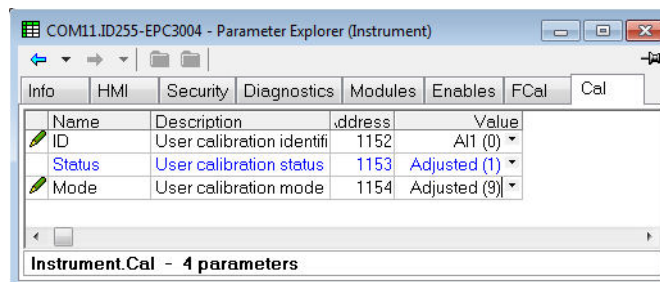 COM11.ID255-EPC3004 - Parameter Explorer (Instrument)
Info HMI Security Diagnostics Modules Enables FCal Cal
Name Description ddress Value
ID User calibration identifi 1152 AI1 (0)
Status User calibration status 1153 Adjusted (1)
Mode User calibration mode 1154 Adjusted (9)
Instrument.Cal - 4 parameters